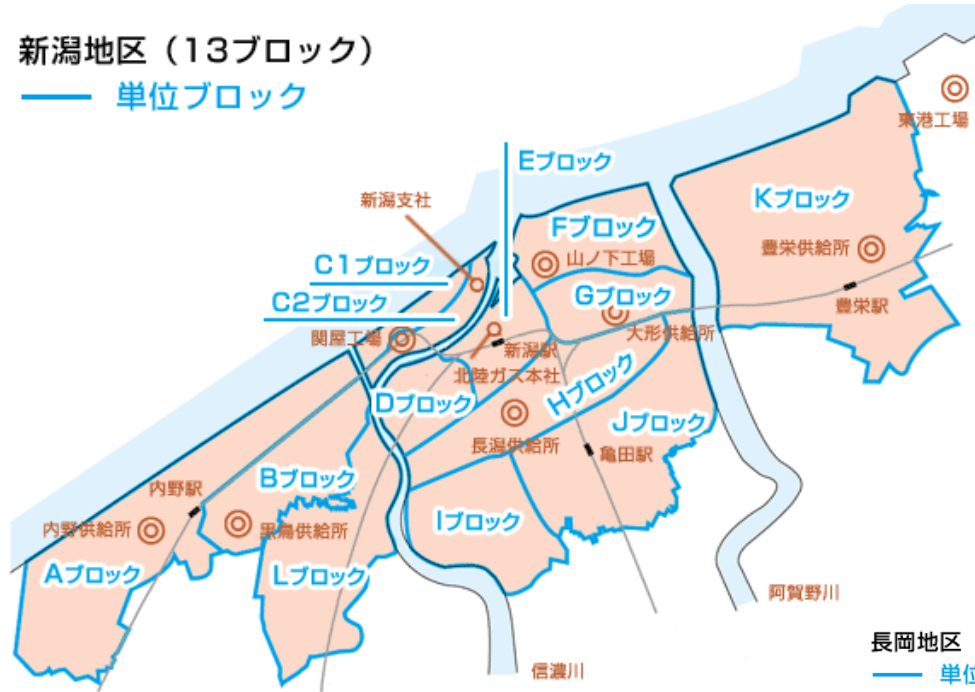 新潟地区（13ブロック）
単位ブロック
東港工場
Eブロック
新潟支社
Kブロック
Fブロック
豊栄供給所
山ノ下工場
C1ブロック
Gブロック
C2ブロック
豊栄駅
関屋工場
大形供給所
新潟駅
北陸ガス本社
Hブロック
Dブロック
Jブロック
長潟供給所
亀田駅
Bブロック
内野駅
Iブロック
内野供給所
黒鳥供給所
Aブロック
Lブロック
阿賀野川
長岡地区
信濃川
単位